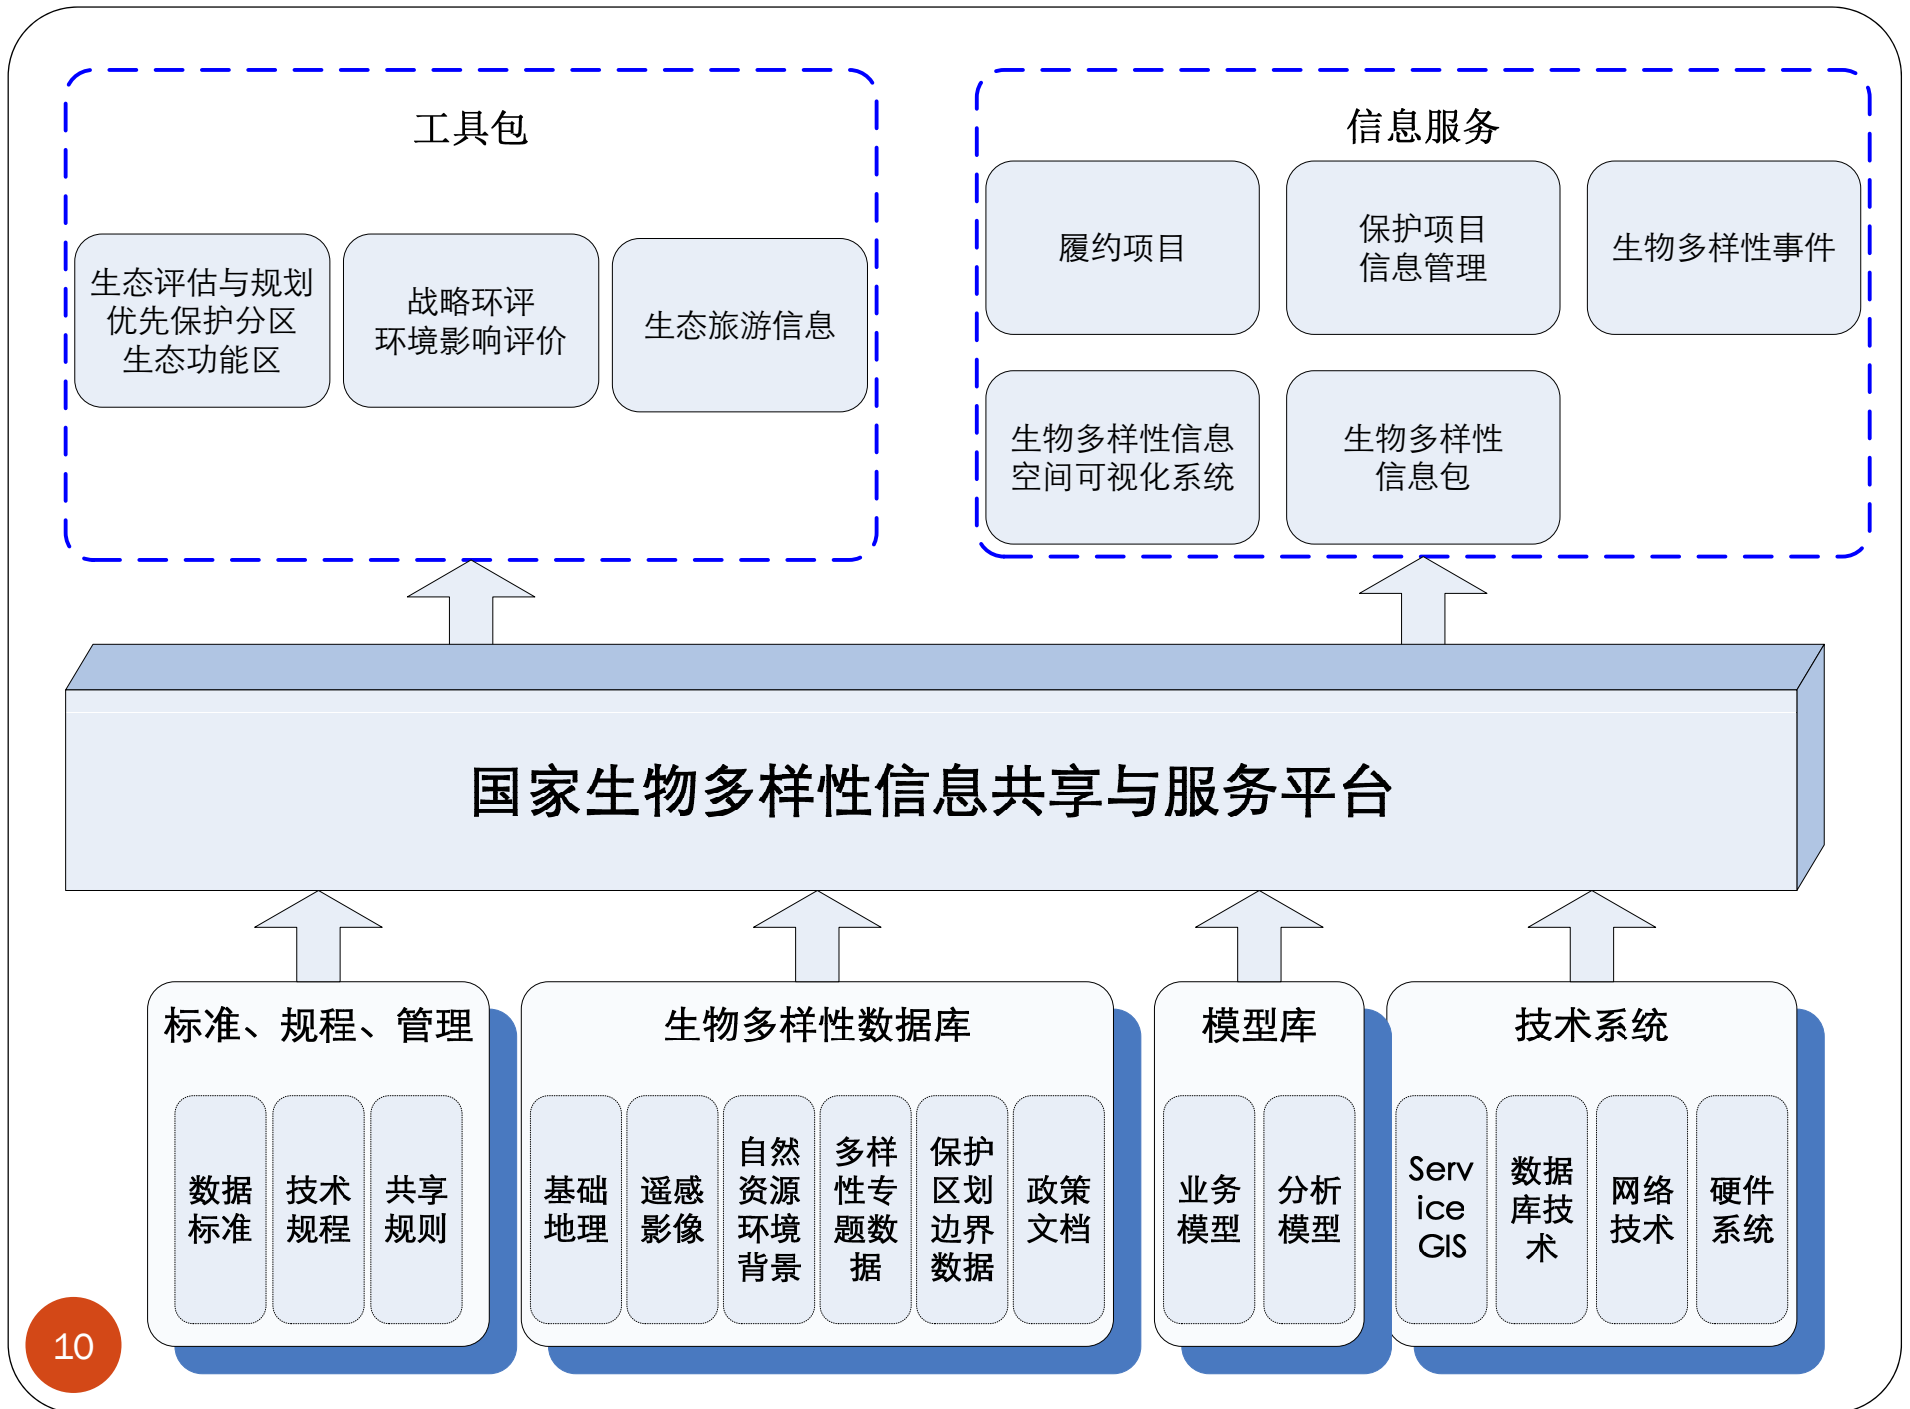 工具包
生态评估与规划
优先保护分区
生态功能区
战略环评
环境影响评价
生态旅游信息
信息服务
履约项目
保护项目
信息管理
生物多样性事件
生物多样性信息
空间可视化系统
生物多样性
信息包
国家生物多样性信息共享与服务平台
标准、规程、管理
数据
标准
技术
规程
共享
规则
生物多样性数据库
基础
地理
遥感
影像
自然
资源
环境
背景
多样
性专
题数
据
保护
区划
边界
数据
政策
文档
模型库
业务
模型
分析
模型
技术系统
Serv
ice
GIS
数据
库技
术
网络
技术
硬件
系统
10